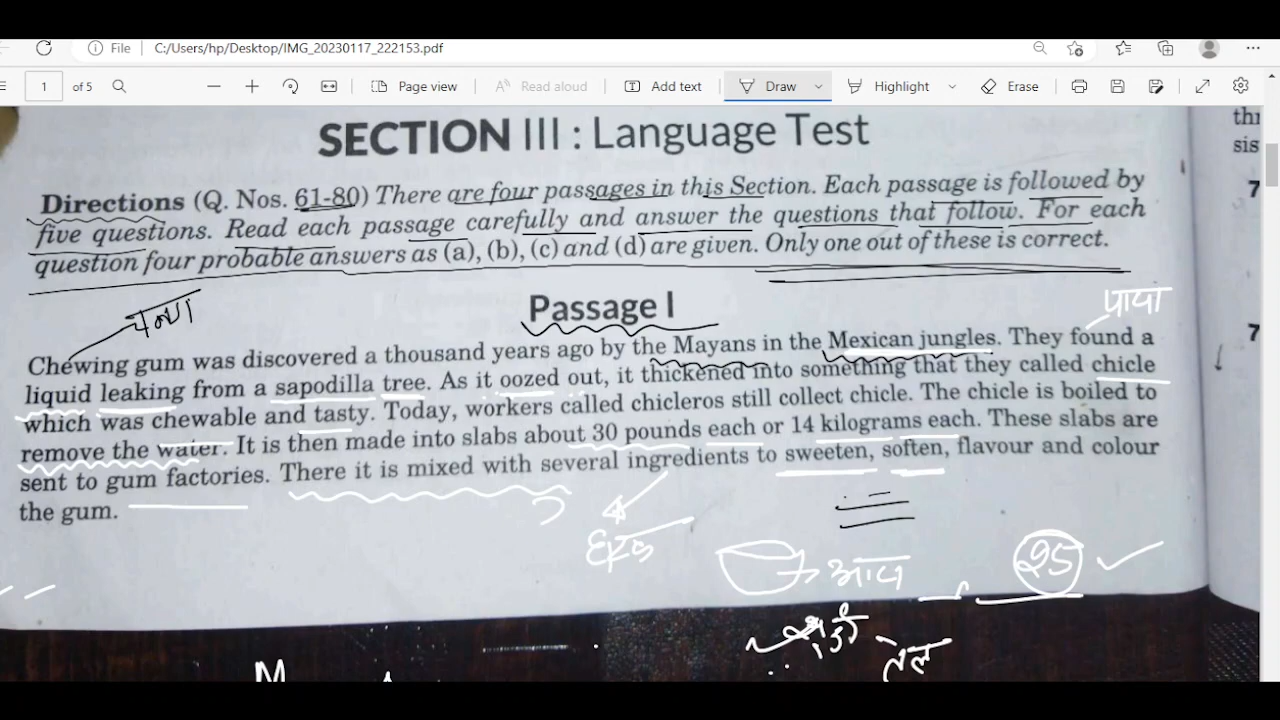 File C:/Users/hp/Desktop/IMG_20230117_222153.pdf
1 of 5 Page view Read aloud Add text Draw Highlight Erase
SECTION III : Language Test
Directions (Q. Nos. 61-80) There are four passages in this Section. Each passage is followed by
five questions. Read each passage carefully and answer the questions that follow. For each
question four probable answers as (a), (b), (c) and (d) are given. Only one out of these is correct.
Passage I
पाया
Chewing gum was discovered a thousand years ago by the Mayans in the Mexican jungles. They found a
liquid leaking from a sapodilla tree. As it oozed out, it thickened into something that they called chicle
which was chewable and tasty. Today, workers called chicleros still collect chicle. The chicle is boiled to
remove the water. It is then made into slabs about 30 pounds each or 14 kilograms each. These slabs are
sent to gum factories. There it is mixed with several ingredients to sweeten, soften, flavour and colour
the gum.
घटक
25
तेल
thr
sis
7
7